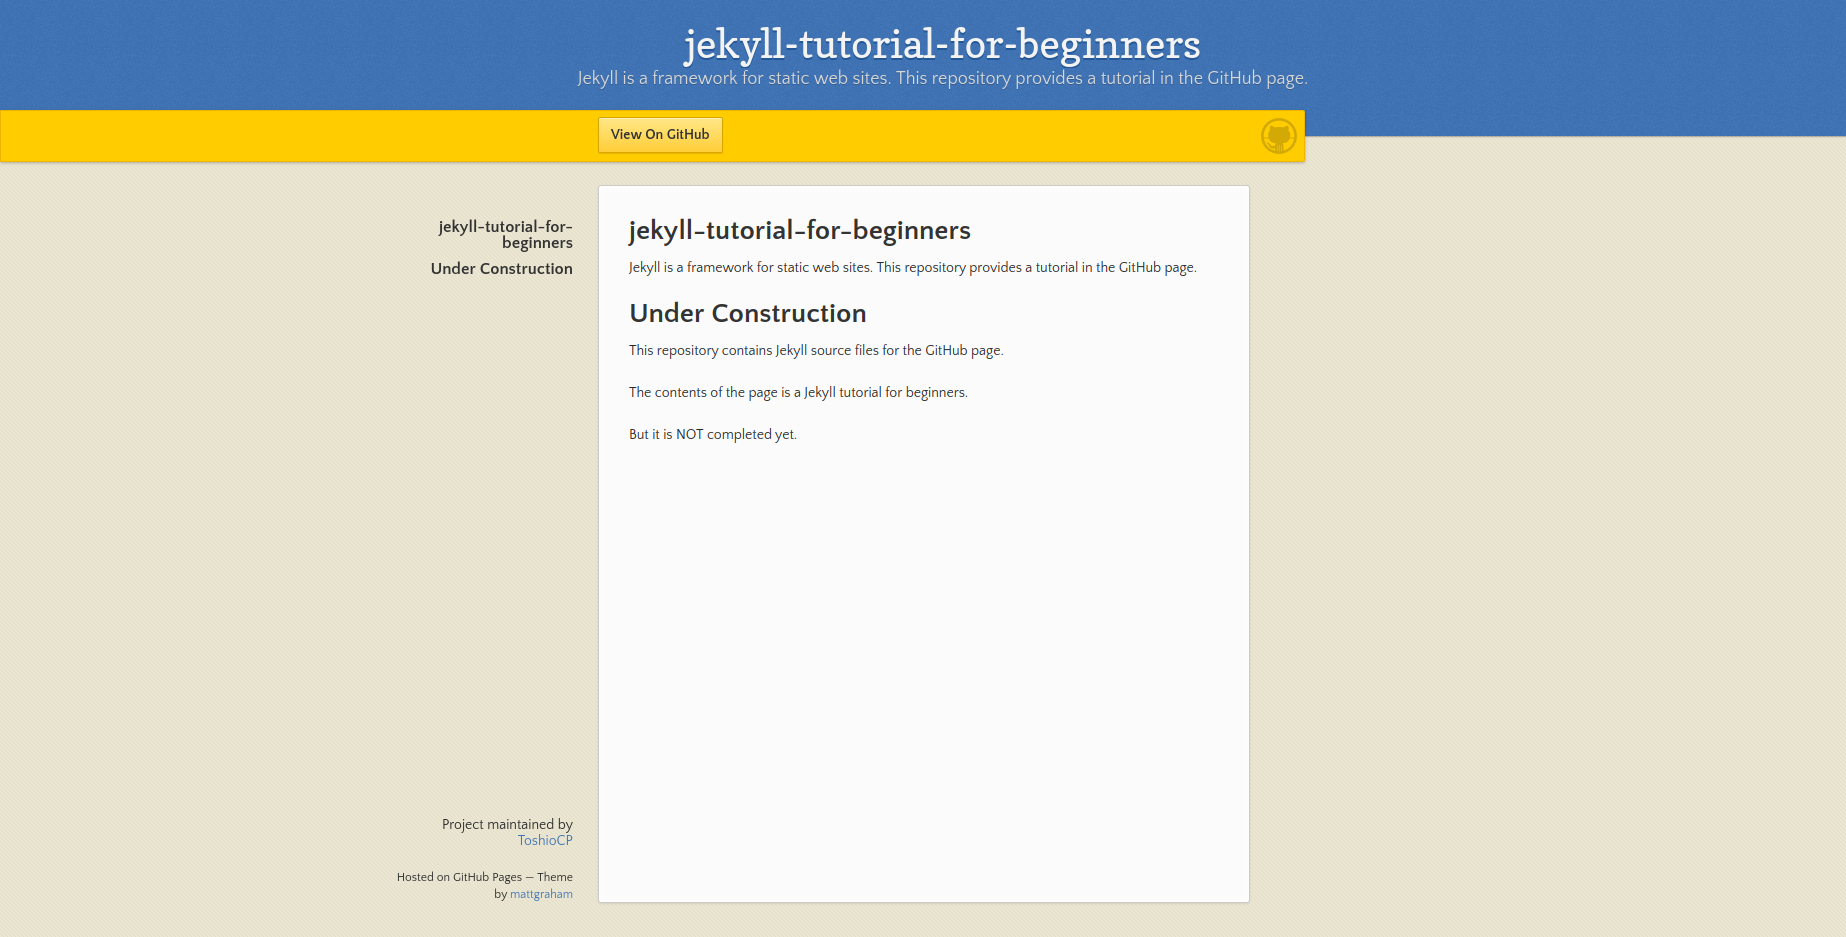 jekyll-tutorial-for-beginners
Jekyll is a framework for static web sites. This repository provides a tutorial in the GitHub page.
View On GitHub
jekyll-tutorial-for-
beginners
Under Construction
jekyll-tutorial-for-beginners
Jekyll is a framework for static web sites. This repository provides a tutorial in the GitHub page.
Under Construction
This repository contains Jekyll source files for the GitHub page.
The contents of the page is a Jekyll tutorial for beginners.
But it is NOT completed yet.
Project maintained by
ToshioCP
Hosted on GitHub Pages — Theme
by mattgraham